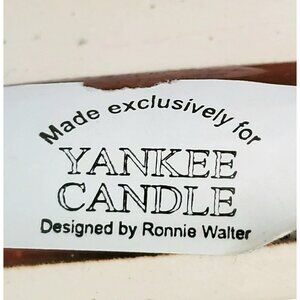 Made exclusively for
YANKEE
CANDLE
Designed by Ronnie Walter